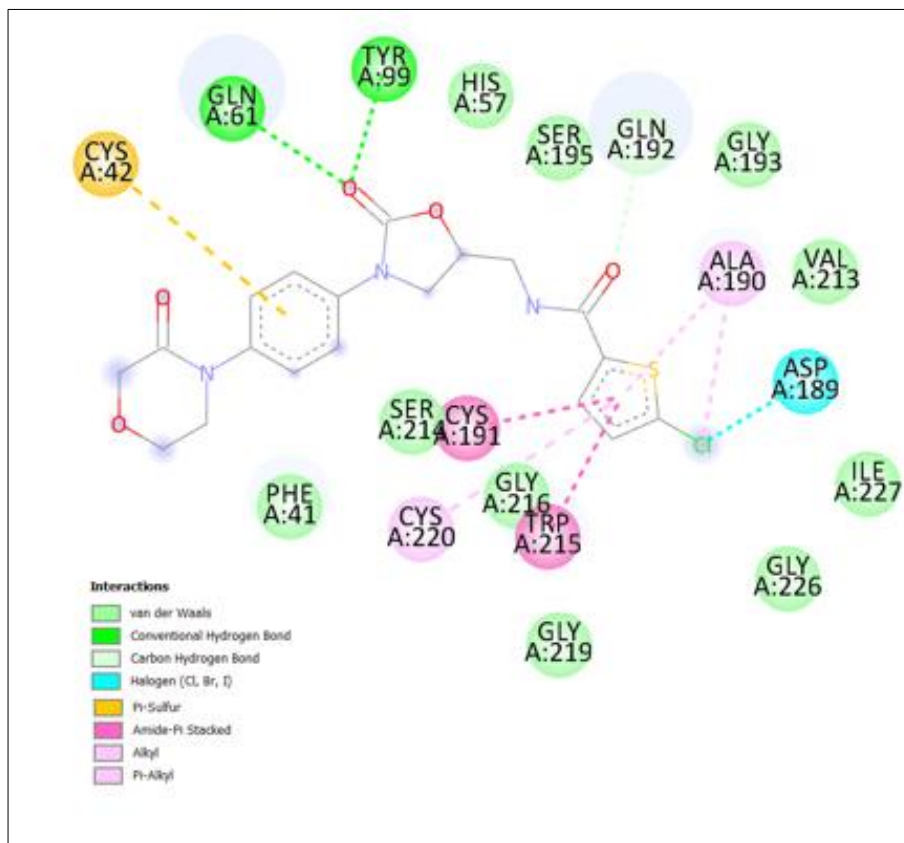 TYR
A:99
GLN
A:61
HIS
A:57
SER
A:195
GLN
A:192
GLY
A:193
CYS
A:42
O
O
O
ALA
A:190
VAL
A:213
N
N
O
N
S
ASP
A:189
O
Cl
SER
A:214
CYS
A:191
PHE
A:41
GLY
A:216
CYS
A:220
TRP
A:215
ILE
A:227
GLY
A:226
GLY
A:219
Interactions
van der Waals
Conventional Hydrogen Bond
Carbon Hydrogen Bond
Halogen (Cl, Br, I)
Pi-Sulfur
Amide-Pi Stacked
Alkyl
Pi-Alkyl